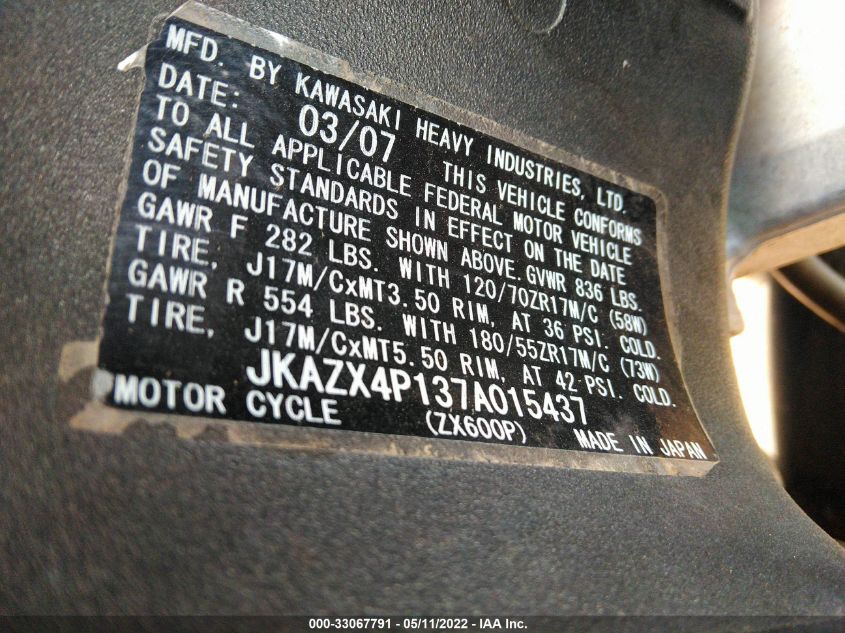 MFD. BY KAWASAKI HEAVY INDUSTRIES, LTD.
DATE: 03/07 THIS VEHICLE CONFORMS
TO ALL APPLICABLE FEDERAL MOTOR VEHICLE
SAFETY STANDARDS IN EFFECT ON THE DATE
OF MANUFACTURE SHOWN ABOVE. GVWR 836 LBS.
GAWR F 282 LBS. WITH 120/70ZR17M/C (58W)
TIRE, J17M/CxMT3.50 RIM, AT 36 PSI. COLD.
GAWR R 554 LBS. WITH 180/55ZR17M/C (73W)
TIRE, J17M/CxMT5.50 RIM, AT 42 PSI. COLD.
JKAZX4P137A015437
MOTOR CYCLE (ZX600P) MADE IN JAPAN
000-33067791 - 05/11/2022 - IAA Inc.